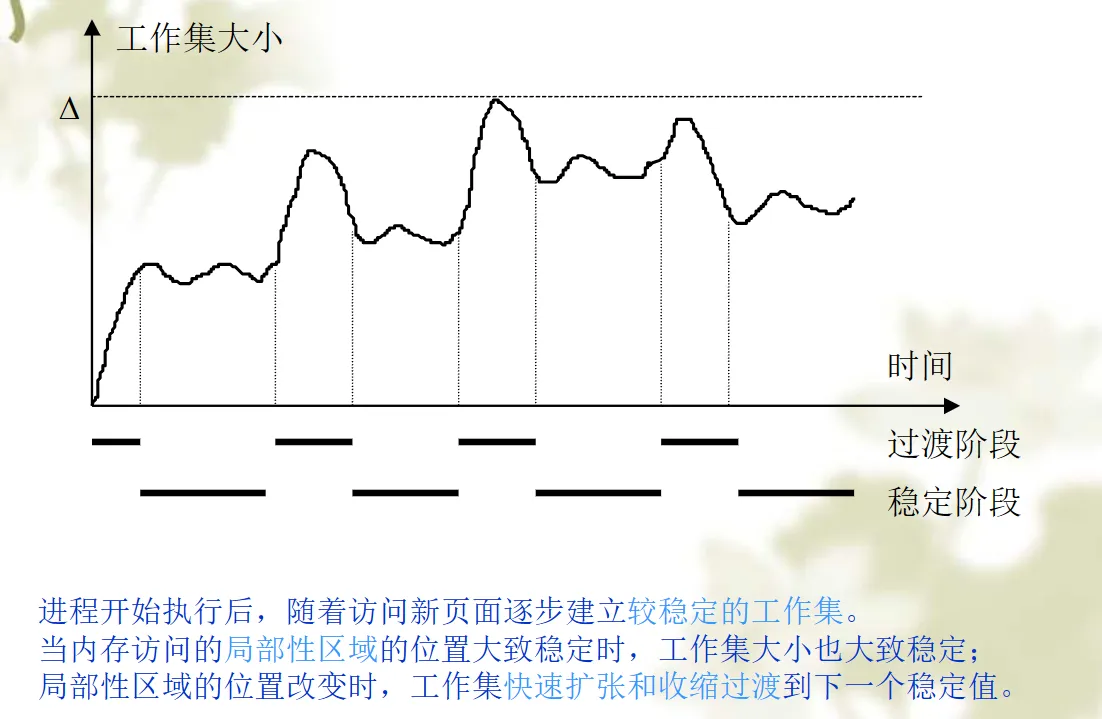 工作集大小
Δ
时间
过渡阶段
稳定阶段
进程开始执行后，随着访问新页面逐步建立较稳定的工作集。
当内存访问的局部性区域的位置大致稳定时，工作集大小也大致稳定；
局部性区域的位置改变时，工作集快速扩张和收缩过渡到下一个稳定值。